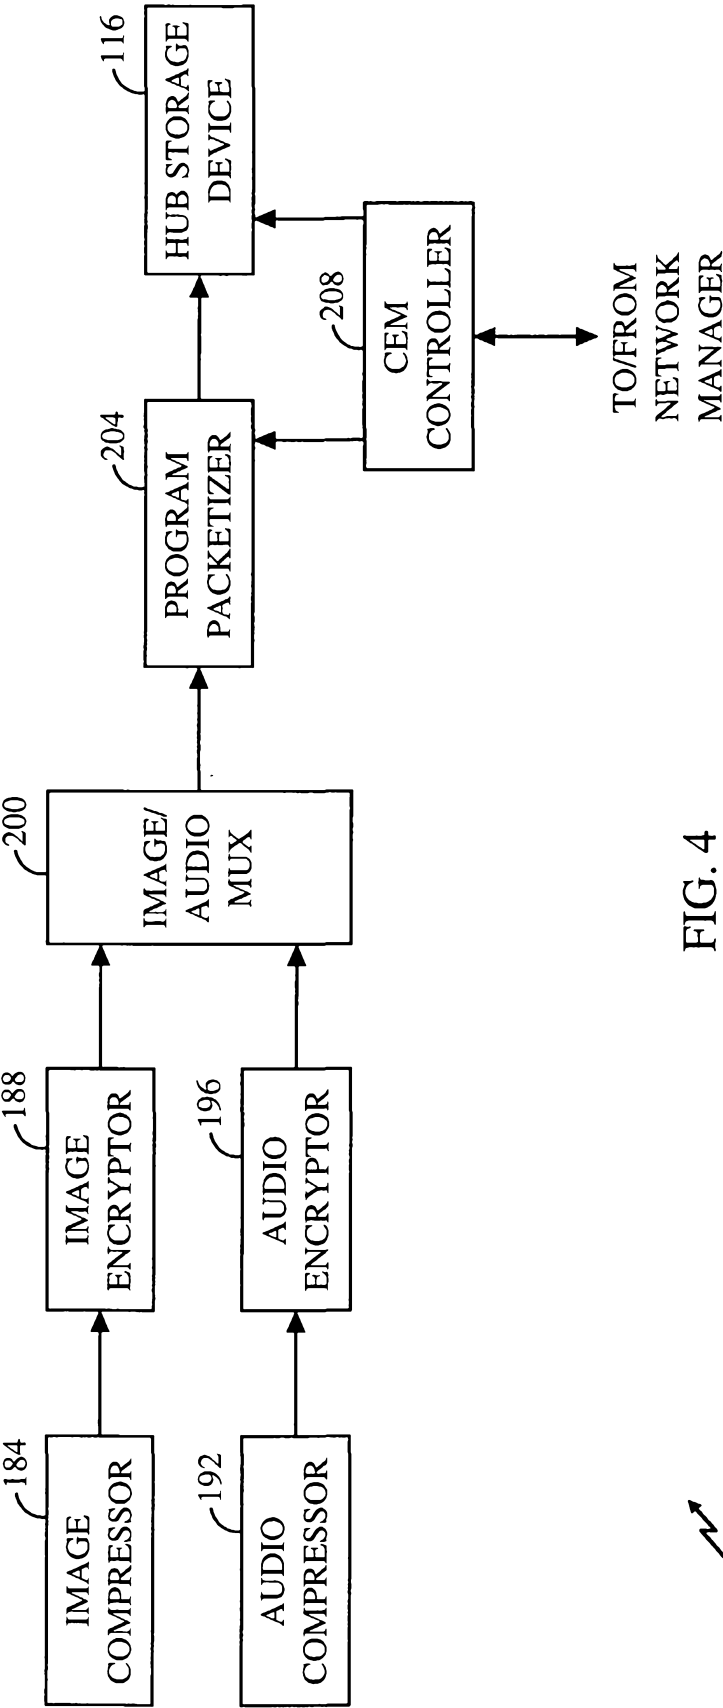 184
IMAGE
COMPRESSOR
188
IMAGE
ENCRYPTOR
192
AUDIO
COMPRESSOR
196
AUDIO
ENCRYPTOR
200
IMAGE/
AUDIO
MUX
204
PROGRAM
PACKETIZER
116
HUB STORAGE
DEVICE
208
CEM
CONTROLLER
TO/FROM
NETWORK
MANAGER
FIG. 4